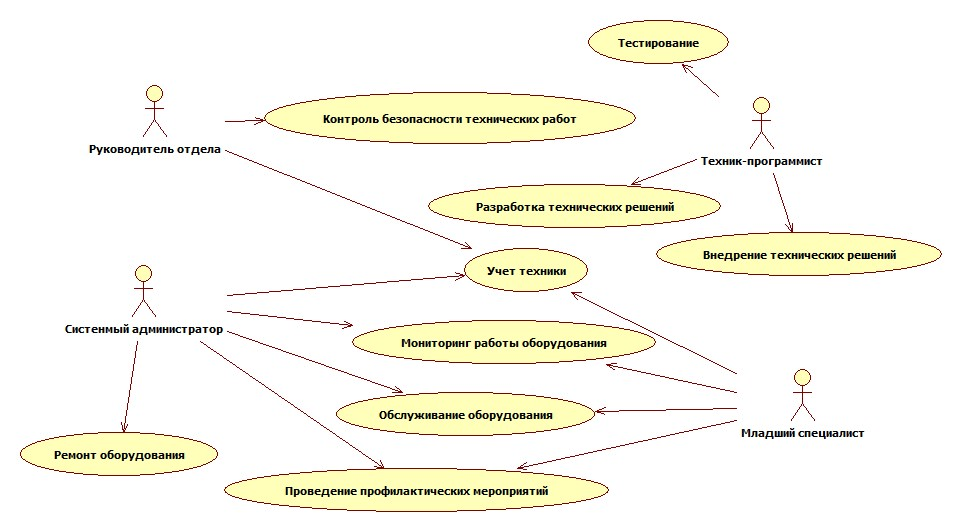 Тестирование
Контроль безопасности технических работ
Руководитель отдела
Техник-программист
Разработка технических решений
Внедрение технических решений
Учет техники
Систенмый администратор
Мониторинг работы оборудования
Обслуживание оборудования
Младший специалист
Ремонт оборудования
Проведение профилактических мероприятий